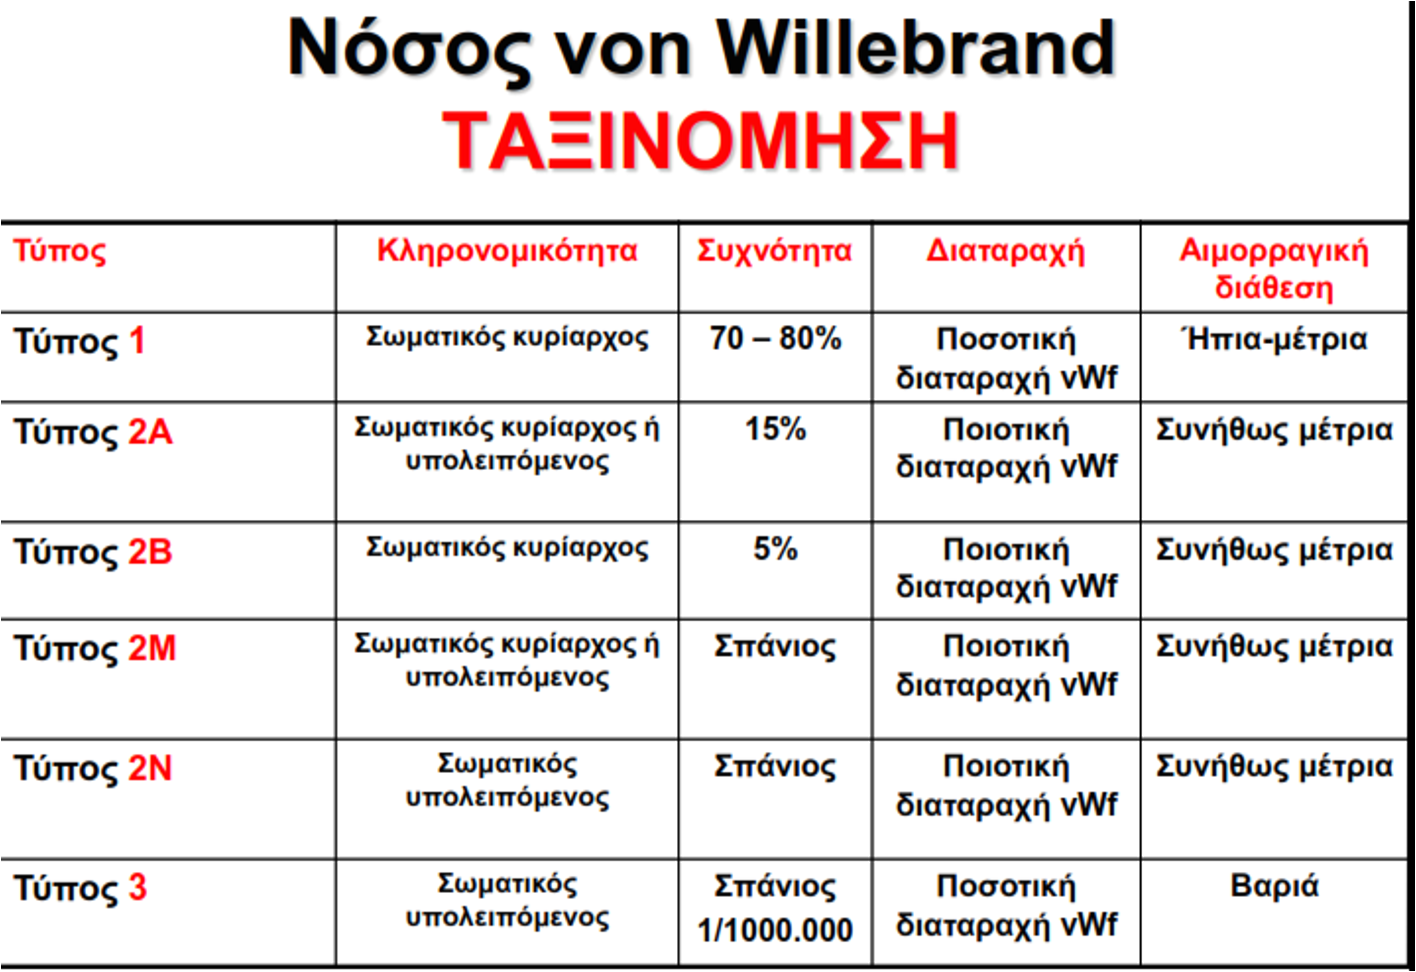 Νόσος von Willebrand
ΤΑΞΙΝΟΜΗΣΗ
Τύπος Κληρονομικότητα Συχνότητα Διαταραχή Αιμορραγική
διάθεση
Τύπος 1 Σωματικός κυρίαρχος 70 – 80% Ποσοτική Ήπια-μέτρια
διαταραχή vWf
Τύπος 2A Σωματικός κυρίαρχος ή 15% Ποιοτική Συνήθως μέτρια
υπολειπόμενος διαταραχή vWf
Τύπος 2B Σωματικός κυρίαρχος 5% Ποιοτική Συνήθως μέτρια
διαταραχή vWf
Τύπος 2M Σωματικός κυρίαρχος ή Σπάνιος Ποιοτική Συνήθως μέτρια
υπολειπόμενος διαταραχή vWf
Τύπος 2N Σωματικός Σπάνιος Ποιοτική Συνήθως μέτρια
υπολειπόμενος διαταραχή vWf
Τύπος 3 Σωματικός Σπάνιος Ποσοτική Βαριά
υπολειπόμενος 1/1000.000 διαταραχή vWf